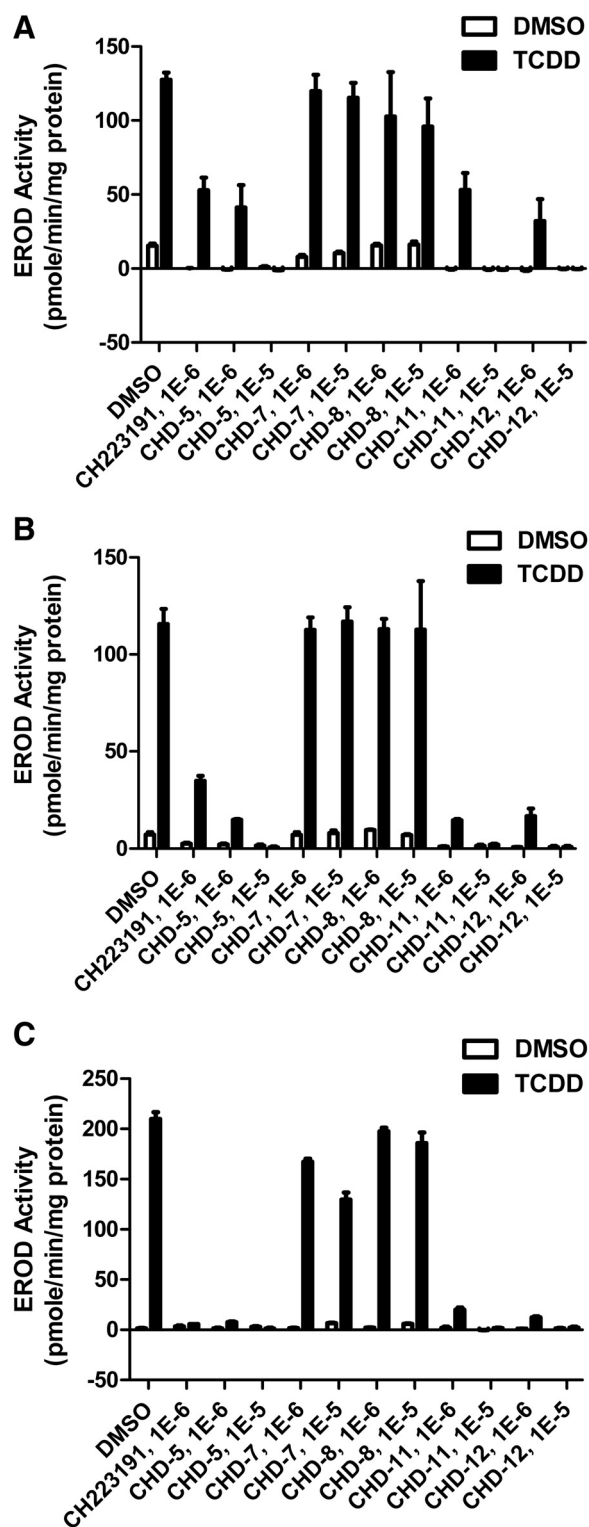 A
DMSO
TCDD
EROD Activity
(pmole/min/mg protein)
150
100
50
0
-50
DMSO
CH223191, 1E-6
CHD-5, 1E-6
CHD-5, 1E-5
CHD-7, 1E-6
CHD-7, 1E-5
CHD-8, 1E-6
CHD-8, 1E-5
CHD-11, 1E-6
CHD-11, 1E-5
CHD-12, 1E-6
CHD-12, 1E-5
B
DMSO
TCDD
EROD Activity
(pmole/min/mg protein)
150
100
50
0
DMSO
CH223191, 1E-6
CHD-5, 1E-6
CHD-5, 1E-5
CHD-7, 1E-6
CHD-7, 1E-5
CHD-8, 1E-6
CHD-8, 1E-5
CHD-11, 1E-6
CHD-11, 1E-5
CHD-12, 1E-6
CHD-12, 1E-5
C
DMSO
TCDD
EROD Activity
(pmole/min/mg protein)
250
200
150
100
50
0
-50
DMSO
CH223191, 1E-6
CHD-5, 1E-6
CHD-5, 1E-5
CHD-7, 1E-6
CHD-7, 1E-5
CHD-8, 1E-6
CHD-8, 1E-5
CHD-11, 1E-6
CHD-11, 1E-5
CHD-12, 1E-6
CHD-12, 1E-5